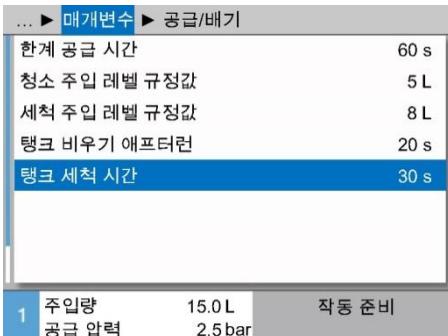 ... ▶ 매개변수 ▶ 공급/배기
한계 공급 시간 60 s
청소 주입 레벨 규정값 5 L
세척 주입 레벨 규정값 8 L
탱크 비우기 애프터런 20 s
탱크 세척 시간 30 s
1 주입량 15.0 L 작동 준비
공급 압력 2.5 bar